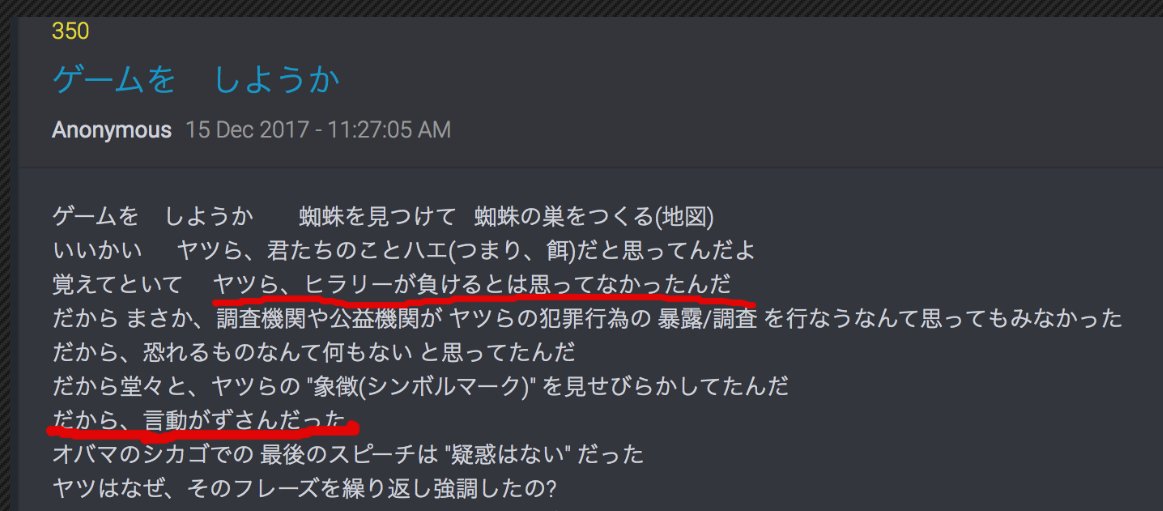 350
ゲームを　しようか
Anonymous 15 Dec 2017 - 11:27:05 AM
ゲームを　しようか　　蜘蛛を見つけて　蜘蛛の巣をつくる(地図)
いいかい　ヤツら、君たちのことハエ(つまり、餌)だと思ってんだよ
覚えてといて　ヤツら、ヒラリーが負けるとは思ってなかったんだ
だから まさか、調査機関や公益機関が ヤツらの犯罪行為の 暴露/調査 を行なうなんて思ってもみなかった
だから、恐れるものなんて何もない と思ってたんだ
だから堂々と、ヤツらの "象徴(シンボルマーク)" を見せびらかしてたんだ
だから、言動がずさんだった
オバマのシカゴでの 最後のスピーチは "疑惑はない" だった
ヤツはなぜ、そのフレーズを繰り返し強調したの?